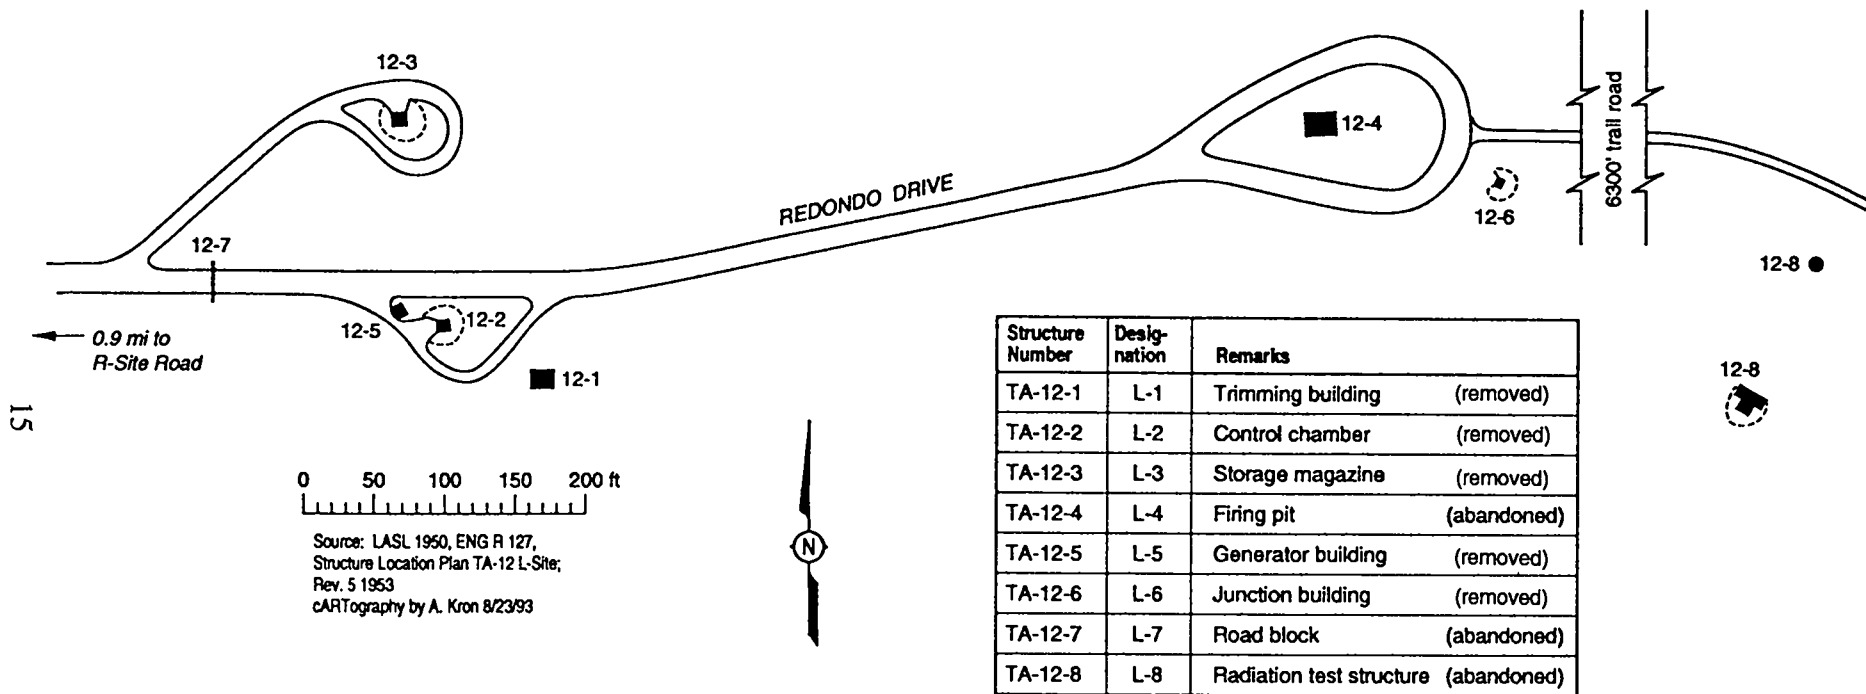 12-3
12-4
6300' trail road
REDONDO DRIVE
12-6
12-7
12-8
12-5
12-2
0.9 mi to
R-Site Road
12-1
12-8
15
0 50 100 150 200 ft
Source: LASL 1950, ENG R 127,
Structure Location Plan TA-12 L-Site;
Rev. 5 1953
cARTography by A. Kron 8/23/93
N
Structure Number Desig-nation Remarks
TA-12-1 L-1 Trimming building (removed)
TA-12-2 L-2 Control chamber (removed)
TA-12-3 L-3 Storage magazine (removed)
TA-12-4 L-4 Firing pit (abandoned)
TA-12-5 L-5 Generator building (removed)
TA-12-6 L-6 Junction building (removed)
TA-12-7 L-7 Road block (abandoned)
TA-12-8 L-8 Radiation test structure (abandoned)